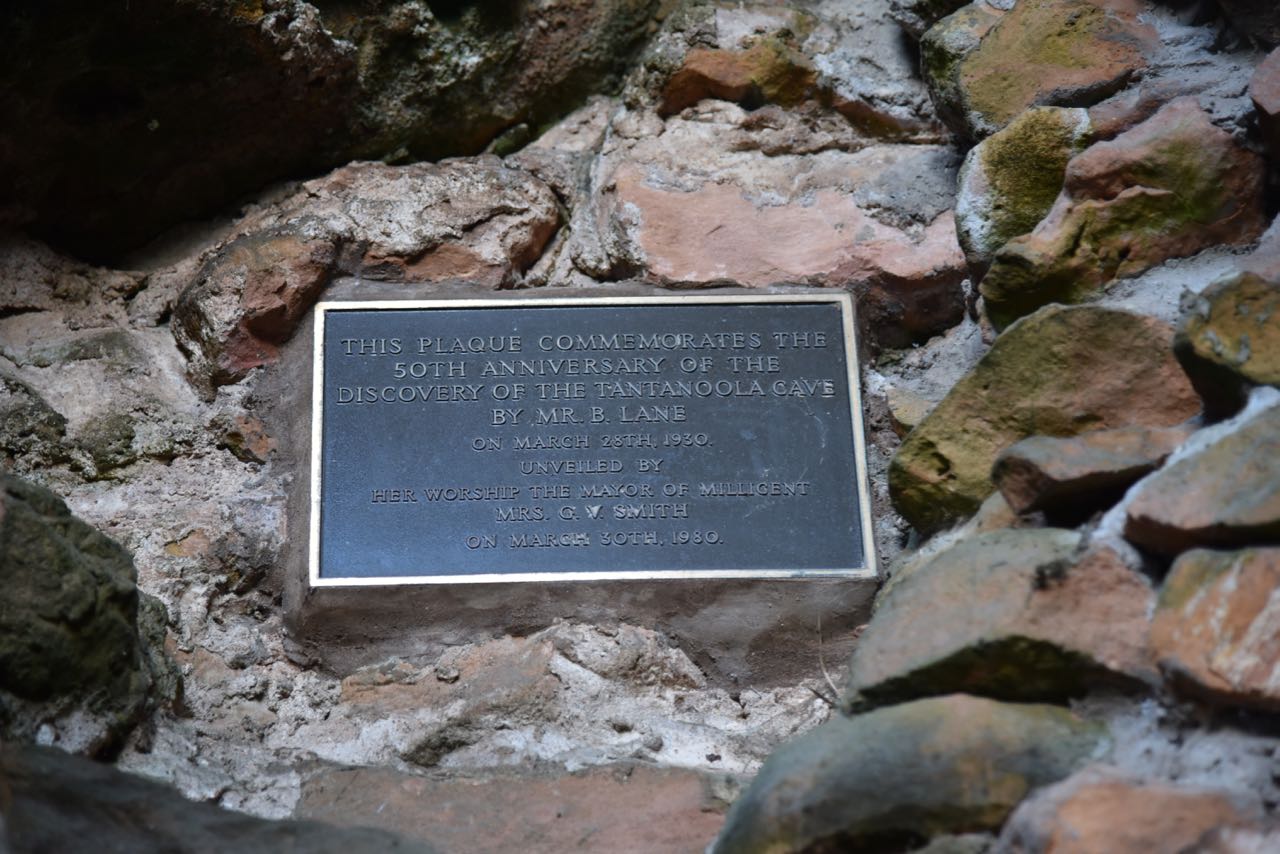 THIS PLAQUE COMMEMORATES THE
50TH ANNIVERSARY OF THE
DISCOVERY OF THE TANTANOOLA CAVE
BY MR. B. LANE
ON MARCH 28TH, 1930.
UNVEILED BY
HER WORSHIP THE MAYOR OF MILLICENT
MRS. G. V. SMITH
ON MARCH 30TH, 1980.